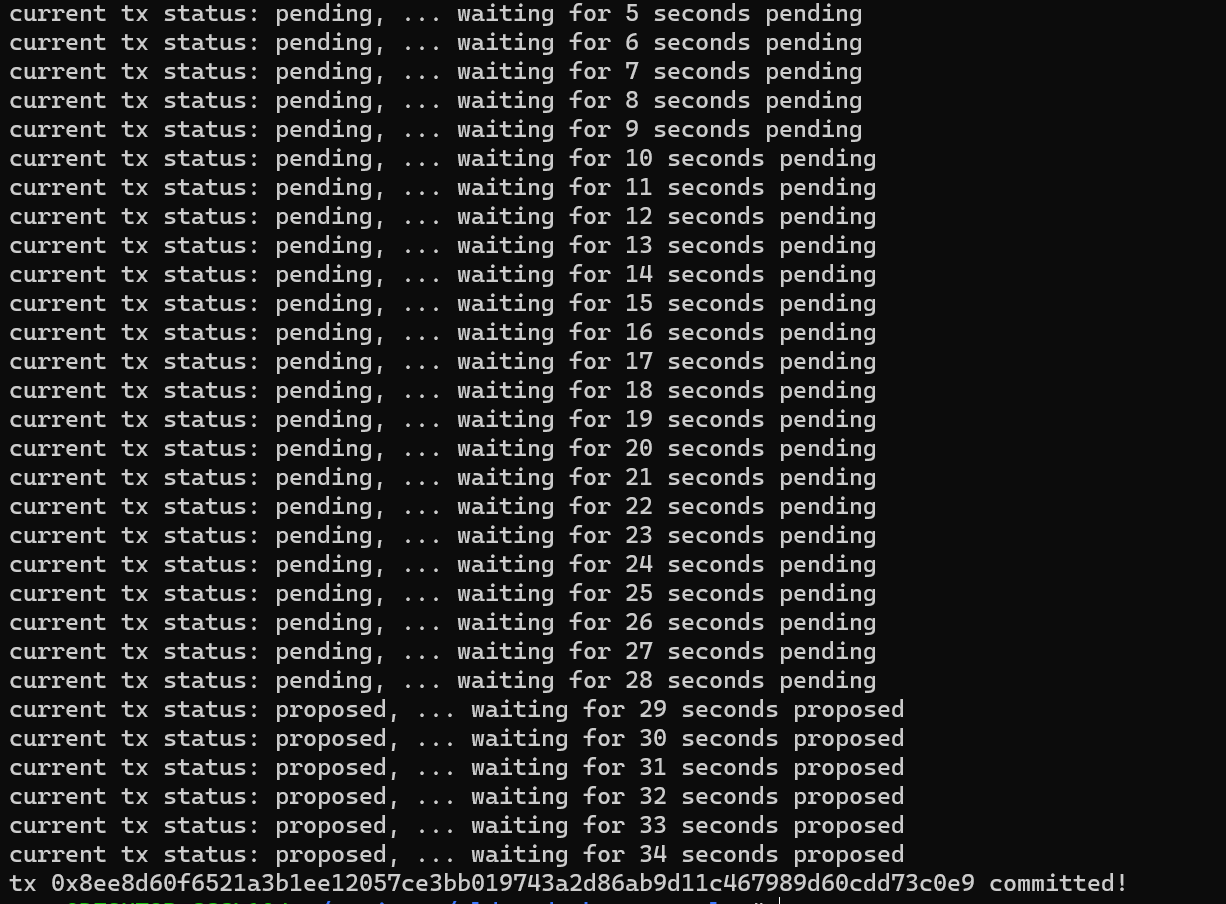 current tx status: pending, ... waiting for 5 seconds pending
current tx status: pending, ... waiting for 6 seconds pending
current tx status: pending, ... waiting for 7 seconds pending
current tx status: pending, ... waiting for 8 seconds pending
current tx status: pending, ... waiting for 9 seconds pending
current tx status: pending, ... waiting for 10 seconds pending
current tx status: pending, ... waiting for 11 seconds pending
current tx status: pending, ... waiting for 12 seconds pending
current tx status: pending, ... waiting for 13 seconds pending
current tx status: pending, ... waiting for 14 seconds pending
current tx status: pending, ... waiting for 15 seconds pending
current tx status: pending, ... waiting for 16 seconds pending
current tx status: pending, ... waiting for 17 seconds pending
current tx status: pending, ... waiting for 18 seconds pending
current tx status: pending, ... waiting for 19 seconds pending
current tx status: pending, ... waiting for 20 seconds pending
current tx status: pending, ... waiting for 21 seconds pending
current tx status: pending, ... waiting for 22 seconds pending
current tx status: pending, ... waiting for 23 seconds pending
current tx status: pending, ... waiting for 24 seconds pending
current tx status: pending, ... waiting for 25 seconds pending
current tx status: pending, ... waiting for 26 seconds pending
current tx status: pending, ... waiting for 27 seconds pending
current tx status: pending, ... waiting for 28 seconds pending
current tx status: proposed, ... waiting for 29 seconds proposed
current tx status: proposed, ... waiting for 30 seconds proposed
current tx status: proposed, ... waiting for 31 seconds proposed
current tx status: proposed, ... waiting for 32 seconds proposed
current tx status: proposed, ... waiting for 33 seconds proposed
current tx status: proposed, ... waiting for 34 seconds proposed
tx 0x8ee8d60f6521a3b1ee12057ce3bb019743a2d86ab9d11c467989d60cdd73c0e9 committed!